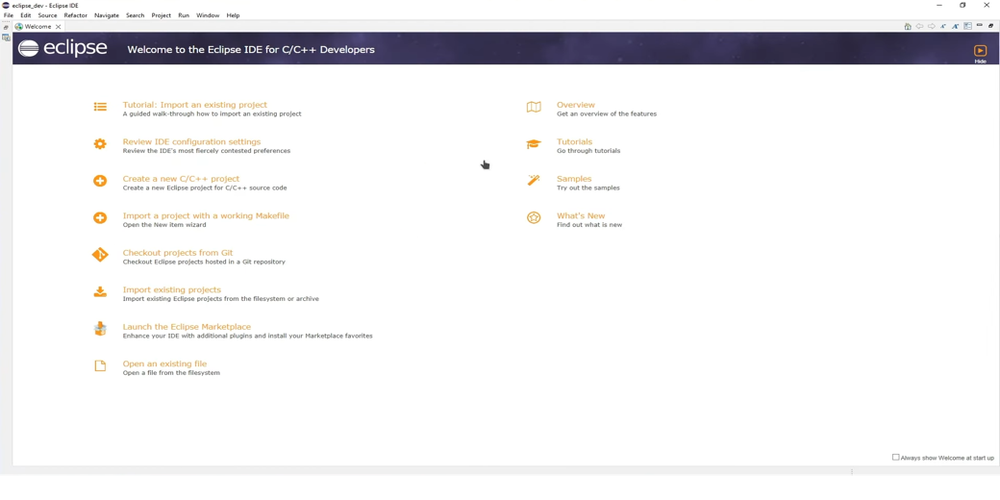 eclipse_dev - Eclipse IDE
File Edit Source Refactor Navigate Search Project Run Window Help
Welcome
eclipse
Welcome to the Eclipse IDE for C/C++ Developers
Hide
Tutorial: Import an existing project
A guided walk-through how to import an existing project
Review IDE configuration settings
Review the IDE's most fiercely contested preferences
Create a new C/C++ project
Create a new Eclipse project for C/C++ source code
Import a project with a working Makefile
Open the New item wizard
Checkout projects from Git
Checkout Eclipse projects hosted in a Git repository
Import existing projects
Import existing Eclipse projects from the filesystem or archive
Launch the Eclipse Marketplace
Enhance your IDE with additional plugins and install your Marketplace favorites
Open an existing file
Open a file from the filesystem
Overview
Get an overview of the features
Tutorials
Go through tutorials
Samples
Try out the samples
What's New
Find out what is new
Always show Welcome at start up